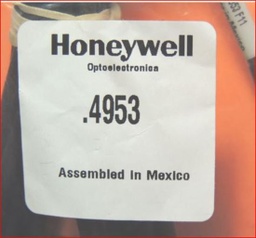 Honeywell
Optoelectronics
.4953
Assembled in Mexico